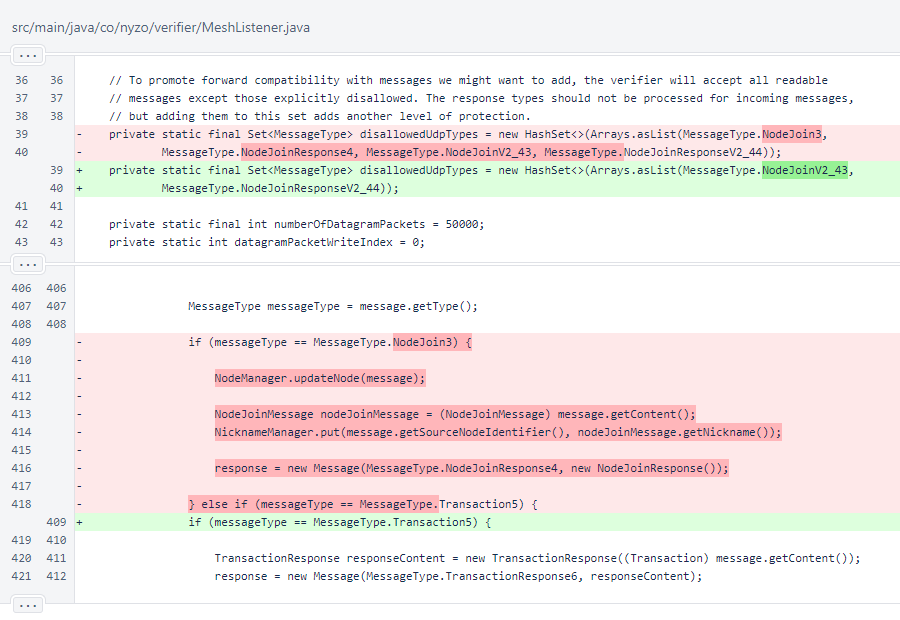 src/main/java/co/nyzo/verifier/MeshListener.java
...
36 36 // To promote forward compatibility with messages we might want to add, the verifier will accept all readable
37 37 // messages except those explicitly disallowed. The response types should not be processed for incoming messages,
38 38 // but adding them to this set adds another level of protection.
39 - private static final Set<MessageType> disallowedUdpTypes = new HashSet<>(Arrays.asList(MessageType.NodeJoin3,
40 - MessageType.NodeJoinResponse4, MessageType.NodeJoinV2_43, MessageType.NodeJoinResponseV2_44));
39 + private static final Set<MessageType> disallowedUdpTypes = new HashSet<>(Arrays.asList(MessageType.NodeJoinV2_43,
40 + MessageType.NodeJoinResponseV2_44));
41 41
42 42 private static final int numberOfDatagramPackets = 50000;
43 43 private static int datagramPacketWriteIndex = 0;
...
406 406
407 407 MessageType messageType = message.getType();
408 408
409 - if (messageType == MessageType.NodeJoin3) {
410 -
411 - NodeManager.updateNode(message);
412 -
413 - NodeJoinMessage nodeJoinMessage = (NodeJoinMessage) message.getContent();
414 - NicknameManager.put(message.getSourceNodeIdentifier(), nodeJoinMessage.getNickname());
415 -
416 - response = new Message(MessageType.NodeJoinResponse4, new NodeJoinResponse());
417 -
418 - } else if (messageType == MessageType.Transaction5) {
409 + if (messageType == MessageType.Transaction5) {
419 410
420 411 TransactionResponse responseContent = new TransactionResponse((Transaction) message.getContent());
421 412 response = new Message(MessageType.TransactionResponse6, responseContent);
...